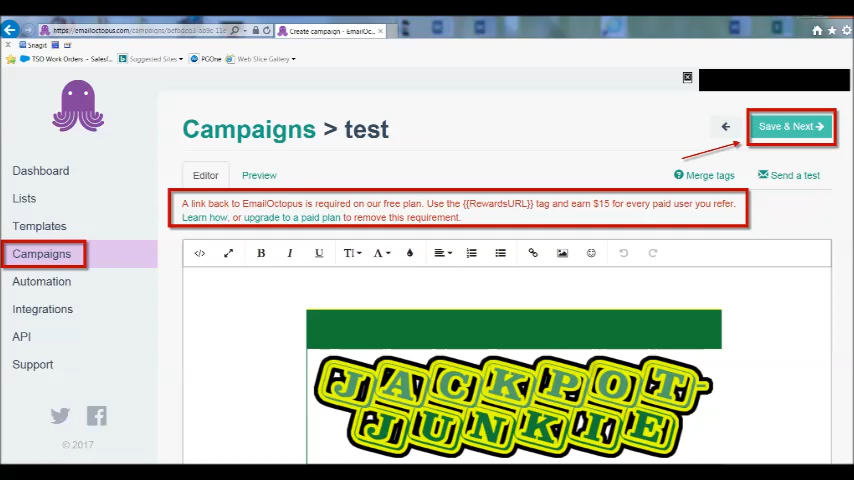 https://emailoctopus.com/campaigns/
Create campaign - EmailOc...
Snagit
TSO Work Orders - Salesf...
Suggested Sites
PGOne
Web Slice Gallery
Campaigns > test
Save & Next
Editor
Preview
Merge tags
Send a test
A link back to EmailOctopus is required on our free plan. Use the {{RewardsURL}} tag and earn $15 for every paid user you refer.
Learn how, or upgrade to a paid plan to remove this requirement.
Dashboard
Lists
Templates
Campaigns
Automation
Integrations
API
Support
© 2017
B I U T A
JACKPOT-
JUNKIE